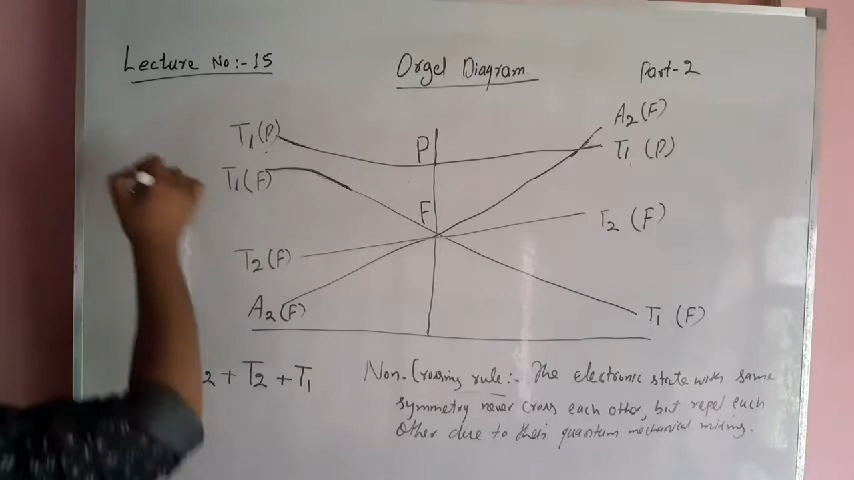 Lecture No:-15
Orgel Diagram
Part-2
A2(F)
T1(P)
P
T1 (P)
T1(F)
F
T2 (F)
T2(F)
A2(F)
T1 (F)
2 + T2 + T1
Non-Crossing rule:- The electronic state with same
symmetry never cross each other, but repel each
other due to their quantum mechanical mixing.